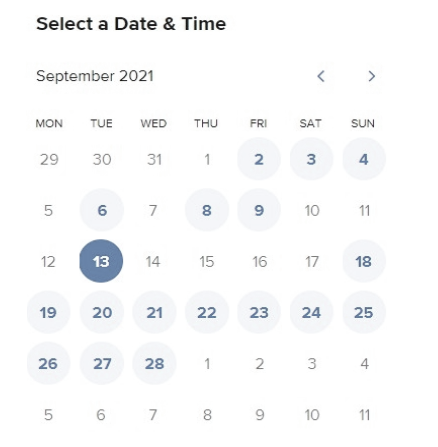 Select a Date & Time
September 2021
MON TUE WED THU FRI SAT SUN
29 30 31 1 2 3 4
5 6 7 8 9 10 11
12 13 14 15 16 17 18
19 20 21 22 23 24 25
26 27 28 1 2 3 4
5 6 7 8 9 10 11